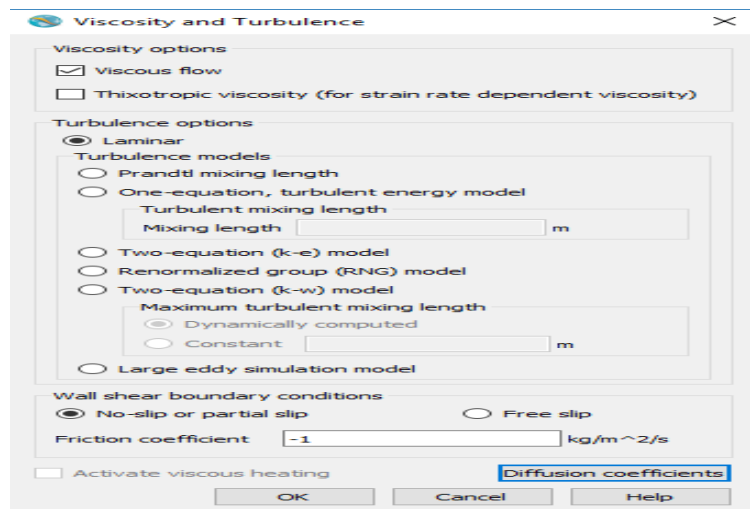 Viscosity and Turbulence
Viscosity options
Viscous flow
Thixotropic viscosity (for strain rate dependent viscosity)
Turbulence options
Laminar
Turbulence models
Prandtl mixing length
One-equation, turbulent energy model
Turbulent mixing length
Mixing length m
Two-equation (k-e) model
Renormalized group (RNG) model
Two-equation (k-w) model
Maximum turbulent mixing length
Dynamically computed
Constant m
Large eddy simulation model
Wall shear boundary conditions
No-slip or partial slip Free slip
Friction coefficient -1 kg/m^2/s
Activate viscous heating Diffusion coefficients
OK Cancel Help